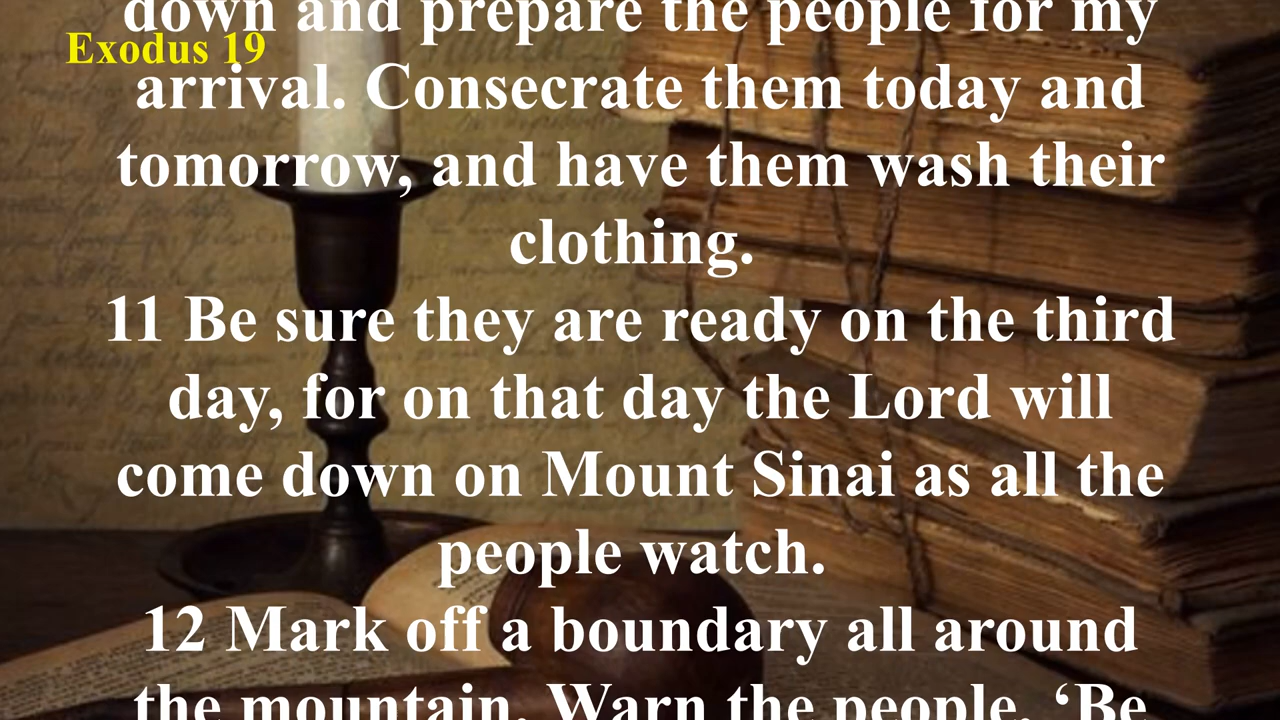 down and prepare the people for my
Exodus 19
arrival. Consecrate them today and
tomorrow, and have them wash their
clothing.
11 Be sure they are ready on the third
day, for on that day the Lord will
come down on Mount Sinai as all the
people watch.
12 Mark off a boundary all around
the mountain. Warn the people, ‘Be